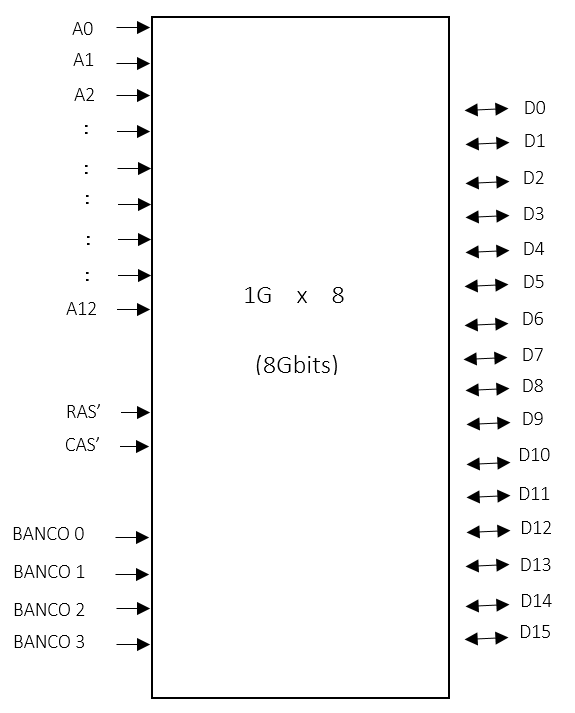 A0
A1
A2
:
:
:
:
:
A12
RAS’
CAS’
BANCO 0
BANCO 1
BANCO 2
BANCO 3
1G x 8
(8Gbits)
D0
D1
D2
D3
D4
D5
D6
D7
D8
D9
D10
D11
D12
D13
D14
D15